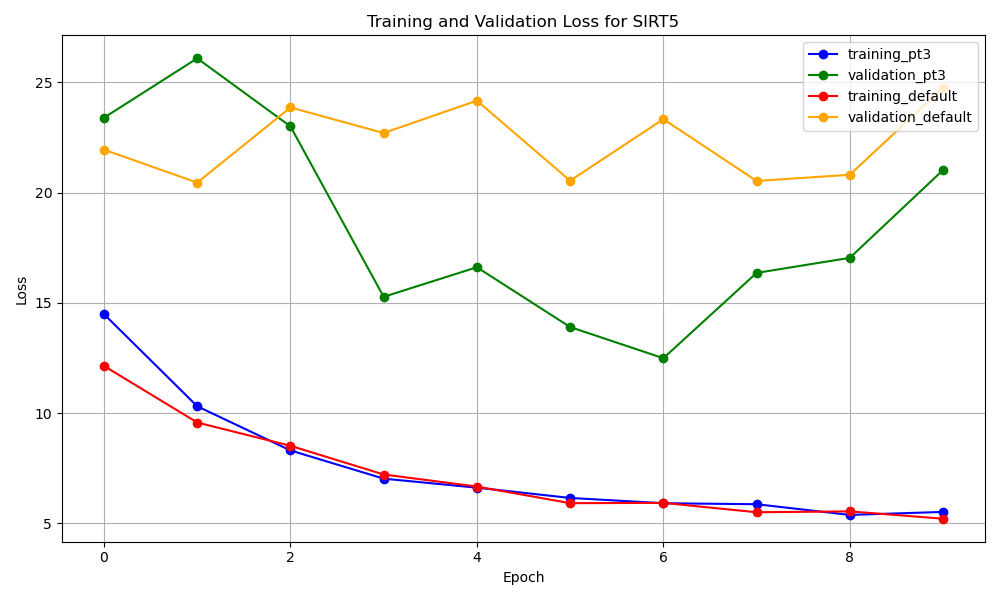 Training and Validation Loss for SIRT5
training_pt3
validation_pt3
training_default
validation_default
Loss
25
20
15
10
5
0 2 4 6 8
Epoch